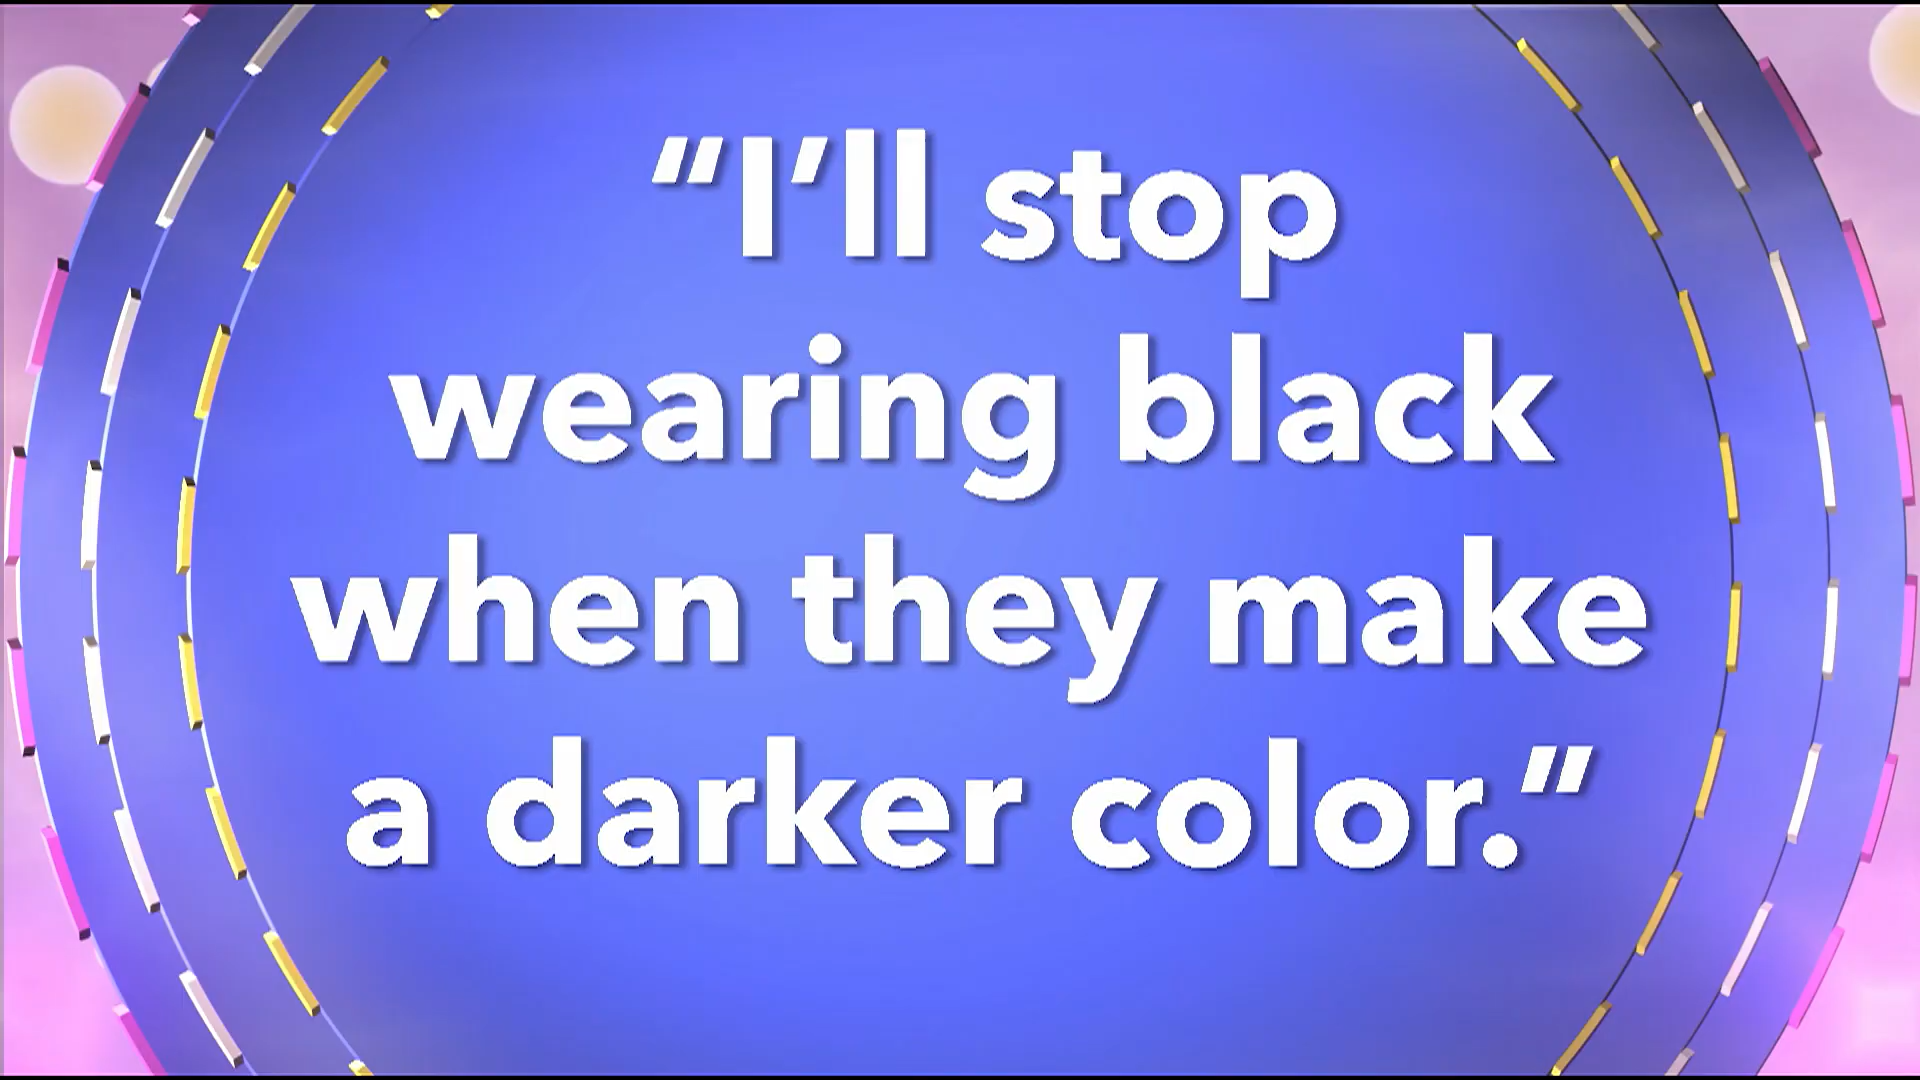 “I’ll stop
wearing black
when they make
a darker color.”